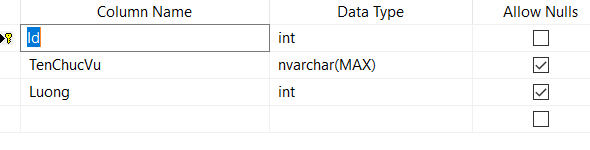 Column Name Data Type Allow Nulls
Id int
TenChucVu nvarchar(MAX)
Luong int